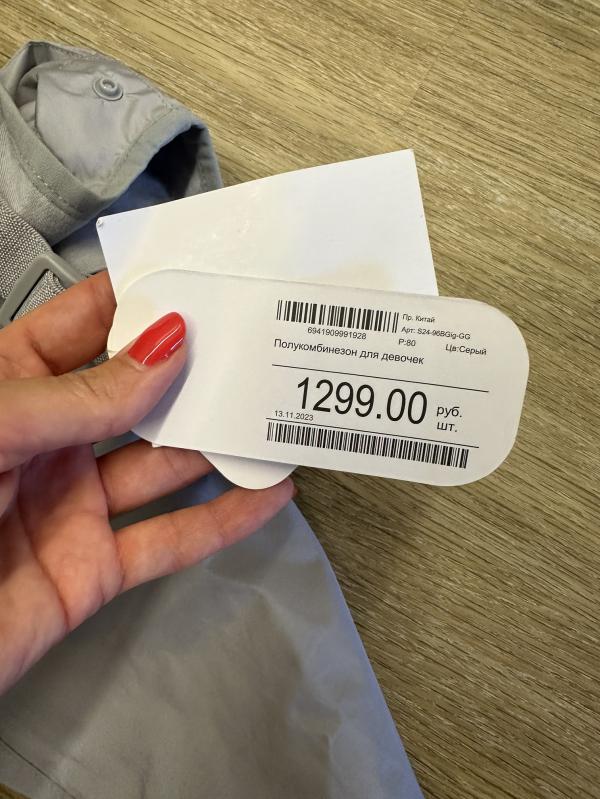 Пр. Китай
6941909991928
Арт: S24-96BGig-GG
Р:80 Цв:Серый
Полукомбинезон для девочек
1299.00 руб.
шт.
13.11.2023